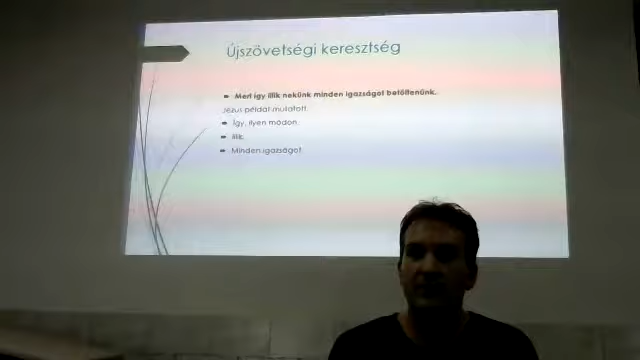 Újszövetségi keresztség
Mert így illik nekünk minden igazságot betöltenünk.
Jézus példát mutatott.
Így, ilyen módon.
Illik.
Minden igazságot.